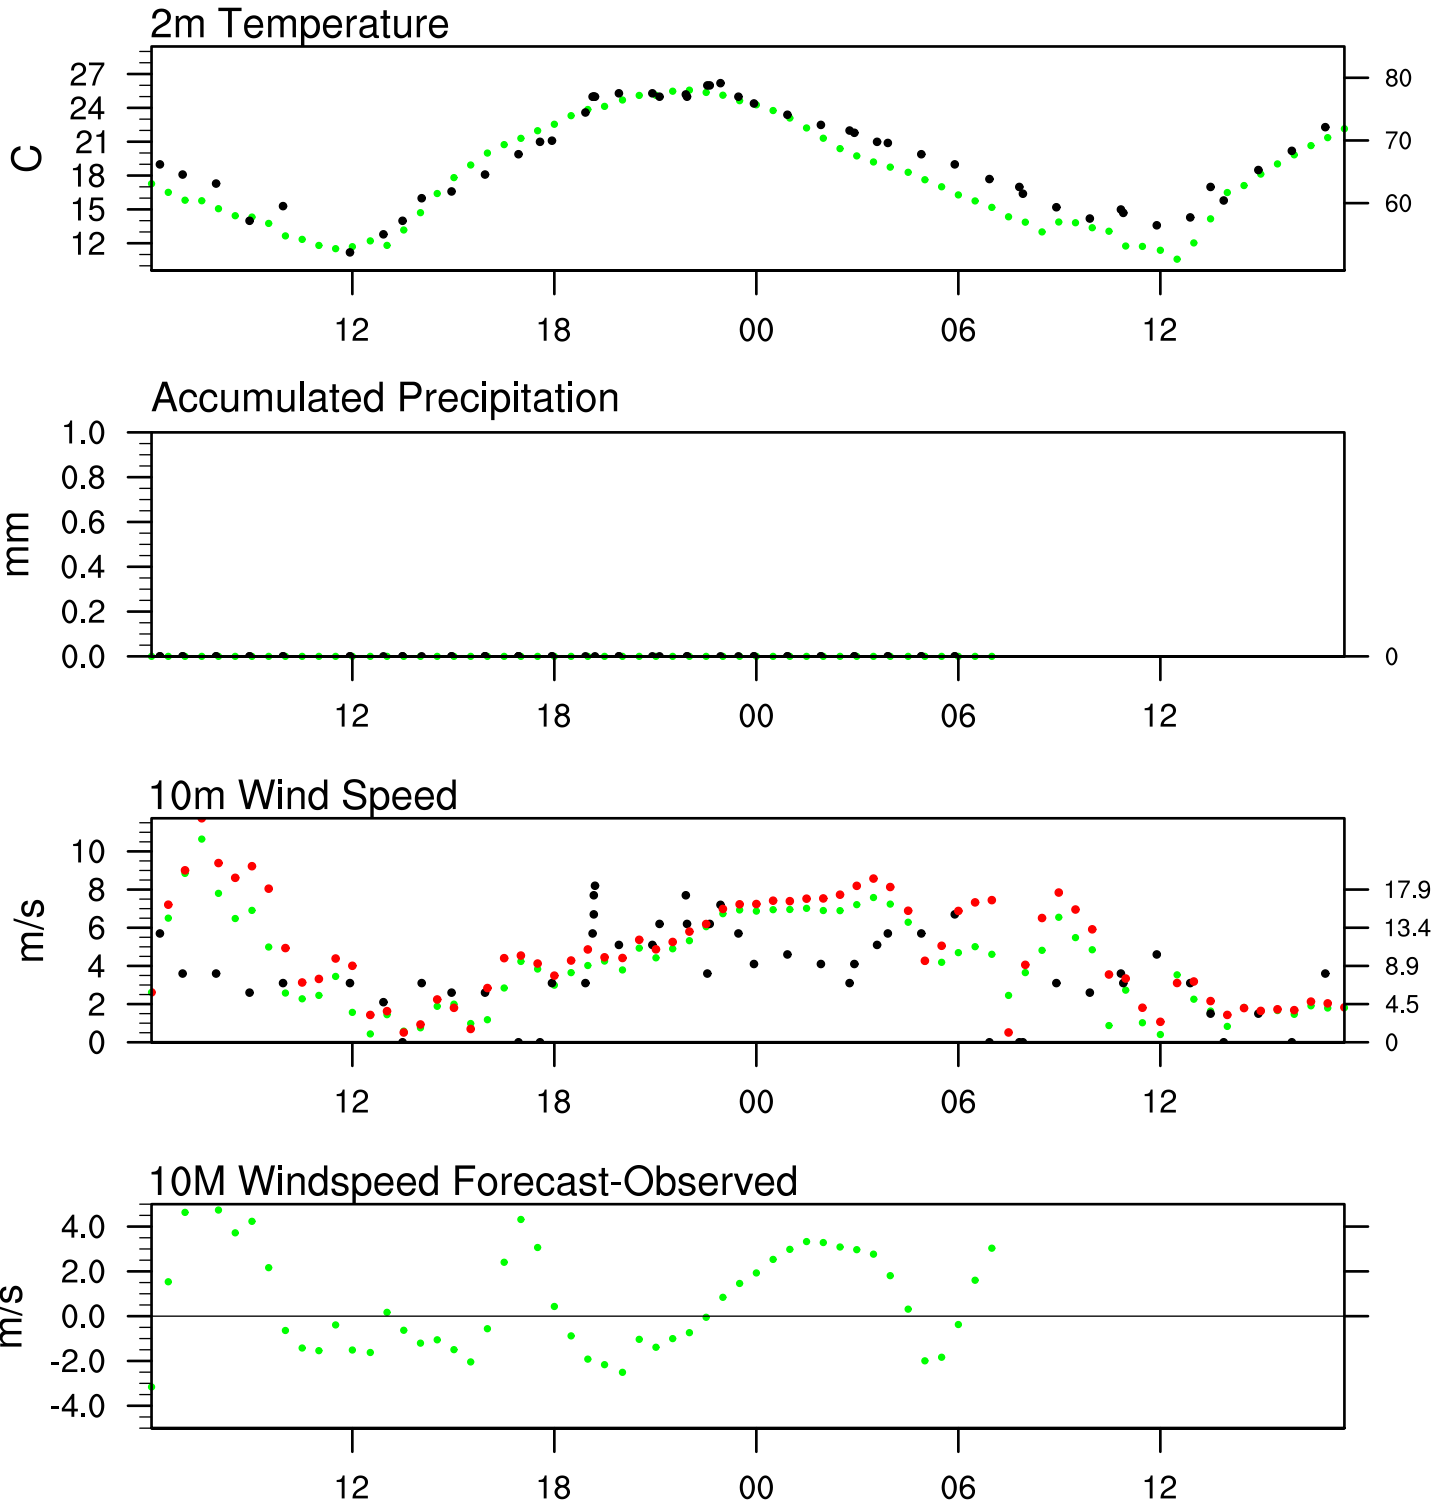 2m Temperature
27
24
21
18
15
12
C
80
70
60
12 18 00 06 12
Accumulated Precipitation
1.0
0.8
0.6
0.4
0.2
0.0
mm
0
12 18 00 06 12
10m Wind Speed
10
8
6
4
2
0
m/s
17.9
13.4
8.9
4.5
0
12 18 00 06 12
10M Windspeed Forecast-Observed
4.0
2.0
0.0
-2.0
-4.0
m/s
12 18 00 06 12